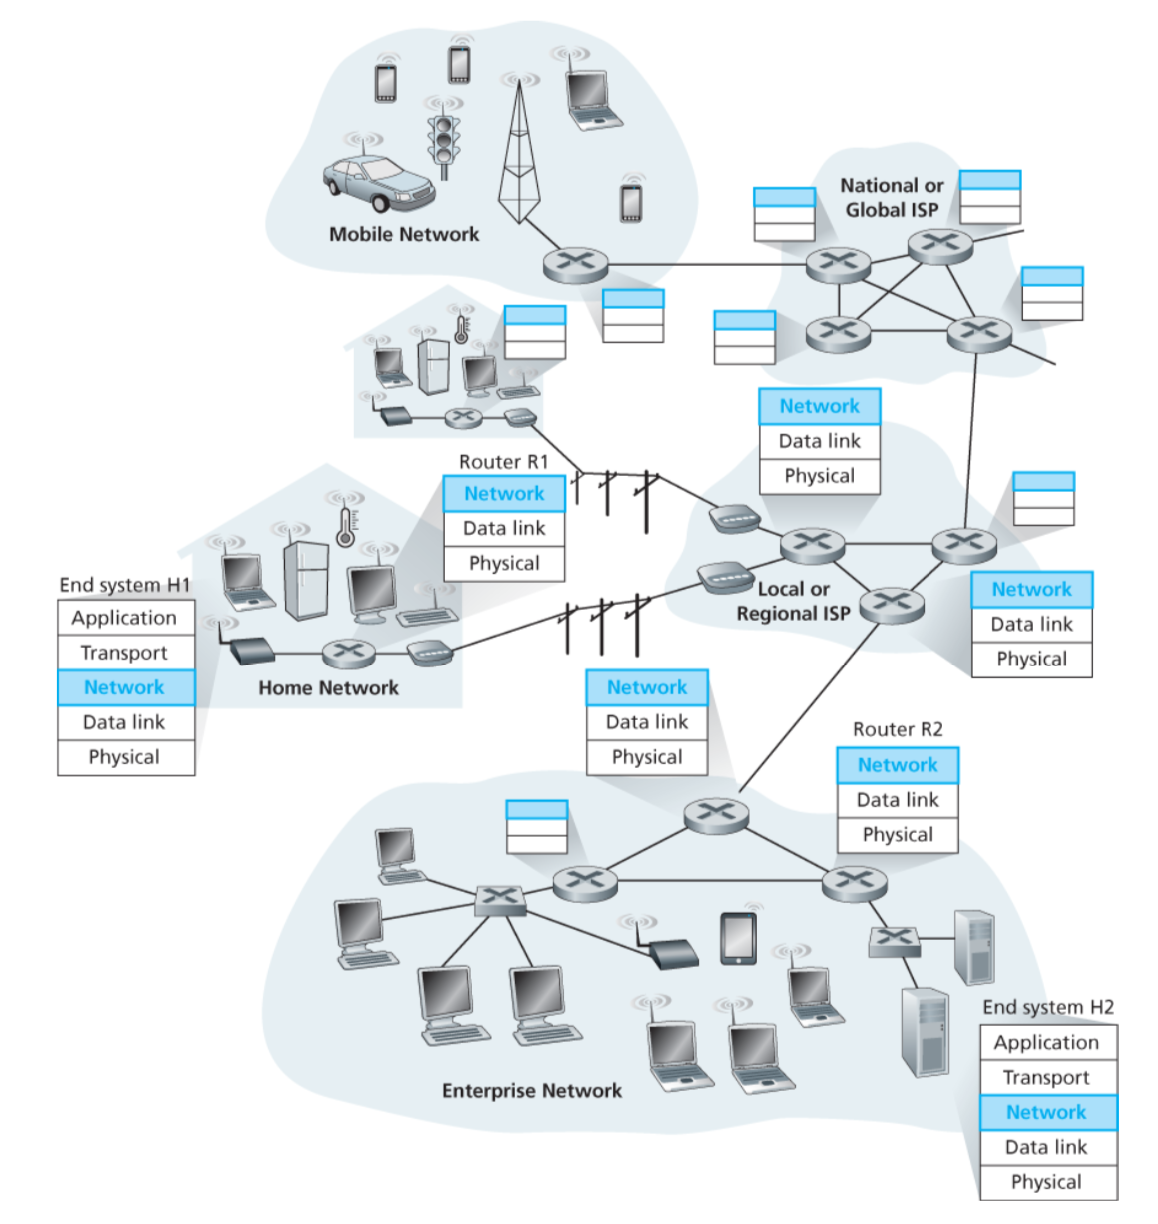 National or
Global ISP
Mobile Network
Network
Data link
Physical
Router R1
Network
Data link
Physical
End system H1
Application
Transport
Network
Data link
Physical
Local or
Regional ISP
Network
Data link
Physical
Home Network
Network
Data link
Physical
Router R2
Network
Data link
Physical
Enterprise Network
End system H2
Application
Transport
Network
Data link
Physical